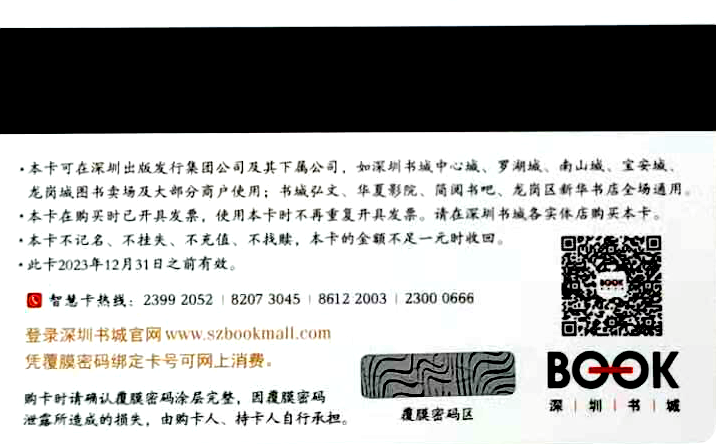 ·本卡可在深圳出版发行集团公司及其下属公司，如深圳书城中心城、罗湖城、南山城、宝安城、
龙岗城图书卖场及大部分商户使用；书城弘文、华夏影院、简阅书吧、龙岗区新华书店全场通用。
·本卡在购买时已开具发票，使用本卡时不再重复开具发票。请在深圳书城各实体店购买本卡。
·本卡不记名、不挂失、不充值、不找赎，本卡的金额不足一元时收回。
·此卡2023年12月31日之前有效。
智慧卡热线：2399 2052 | 8207 3045 | 8612 2003 | 2300 0666
登录深圳书城官网www.szbookmall.com
凭覆膜密码绑定卡号可网上消费。
购卡时请确认覆膜密码涂层完整，因覆膜密码
泄露所造成的损失，由购卡人、持卡人自行承担。
覆膜密码区
BOOK
BOOK
深|圳|书|城